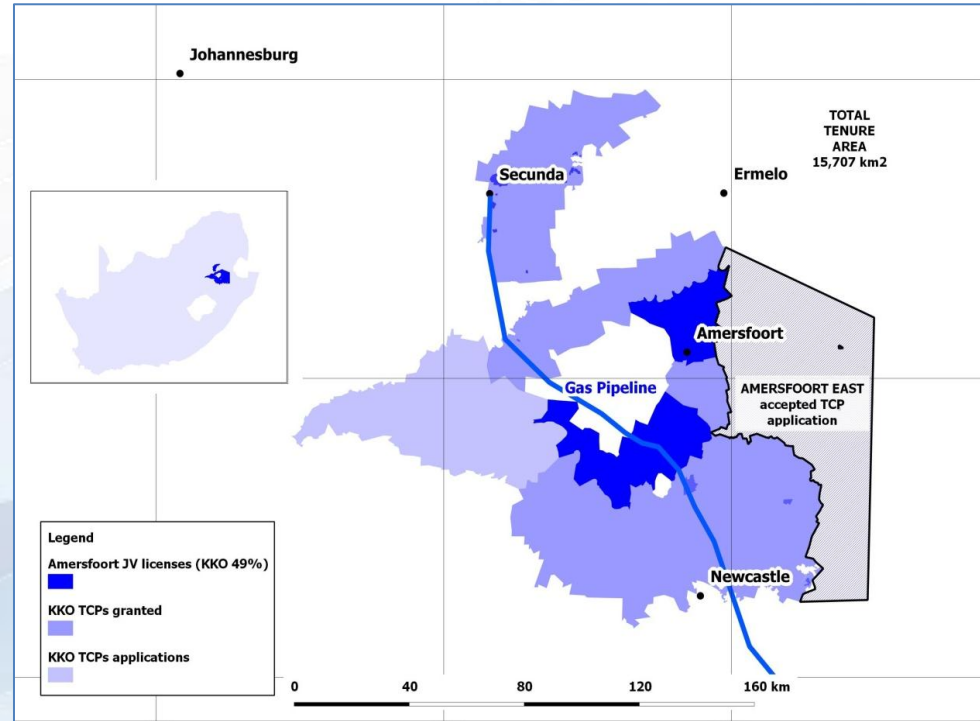 Johannesburg
TOTAL
TENURE
AREA
15,707 km2
Secunda
Ermelo
Amersfoort
Gas Pipeline
AMERSFOORT EAST
accepted TCP
application
Legend
Amersfoort JV licenses (KKO 49%)
KKO TCPs granted
KKO TCPs applications
Newcastle
0 40 80 120 160 km